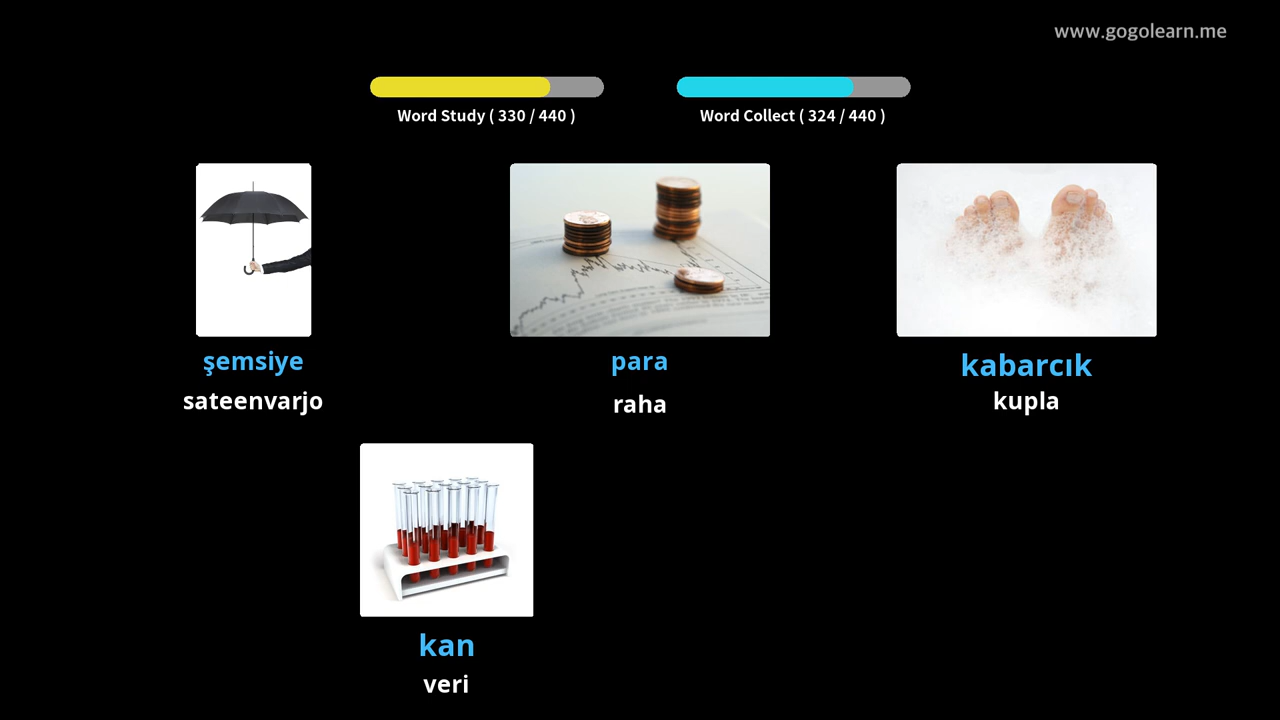 www.gogolearn.me
Word Study ( 330 / 440 )
Word Collect ( 324 / 440 )
şemsiye
sateenvarjo
para
raha
kabarcık
kupla
kan
veri